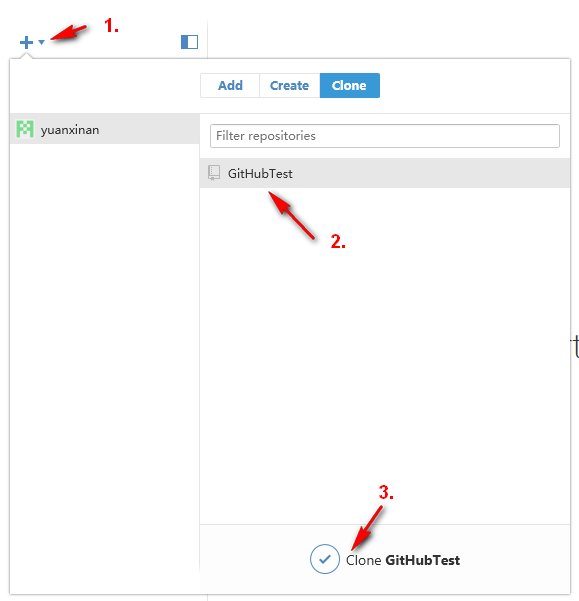 1.
Add Create Clone
yuanxinan
Filter repositories
GitHubTest
2.
3.
Clone GitHubTest